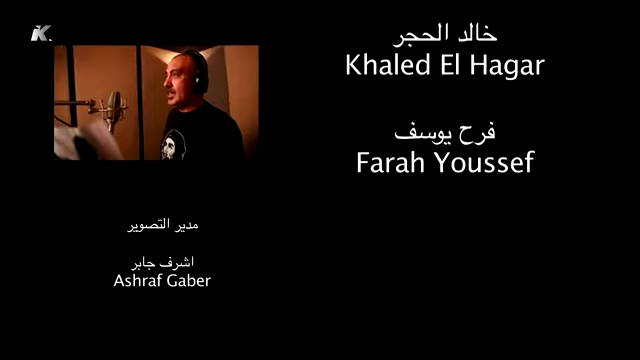 K
خالد الحجر
Khaled El Hagar
فرح يوسف
Farah Youssef
مدير التصوير
اشرف جابر
Ashraf Gaber